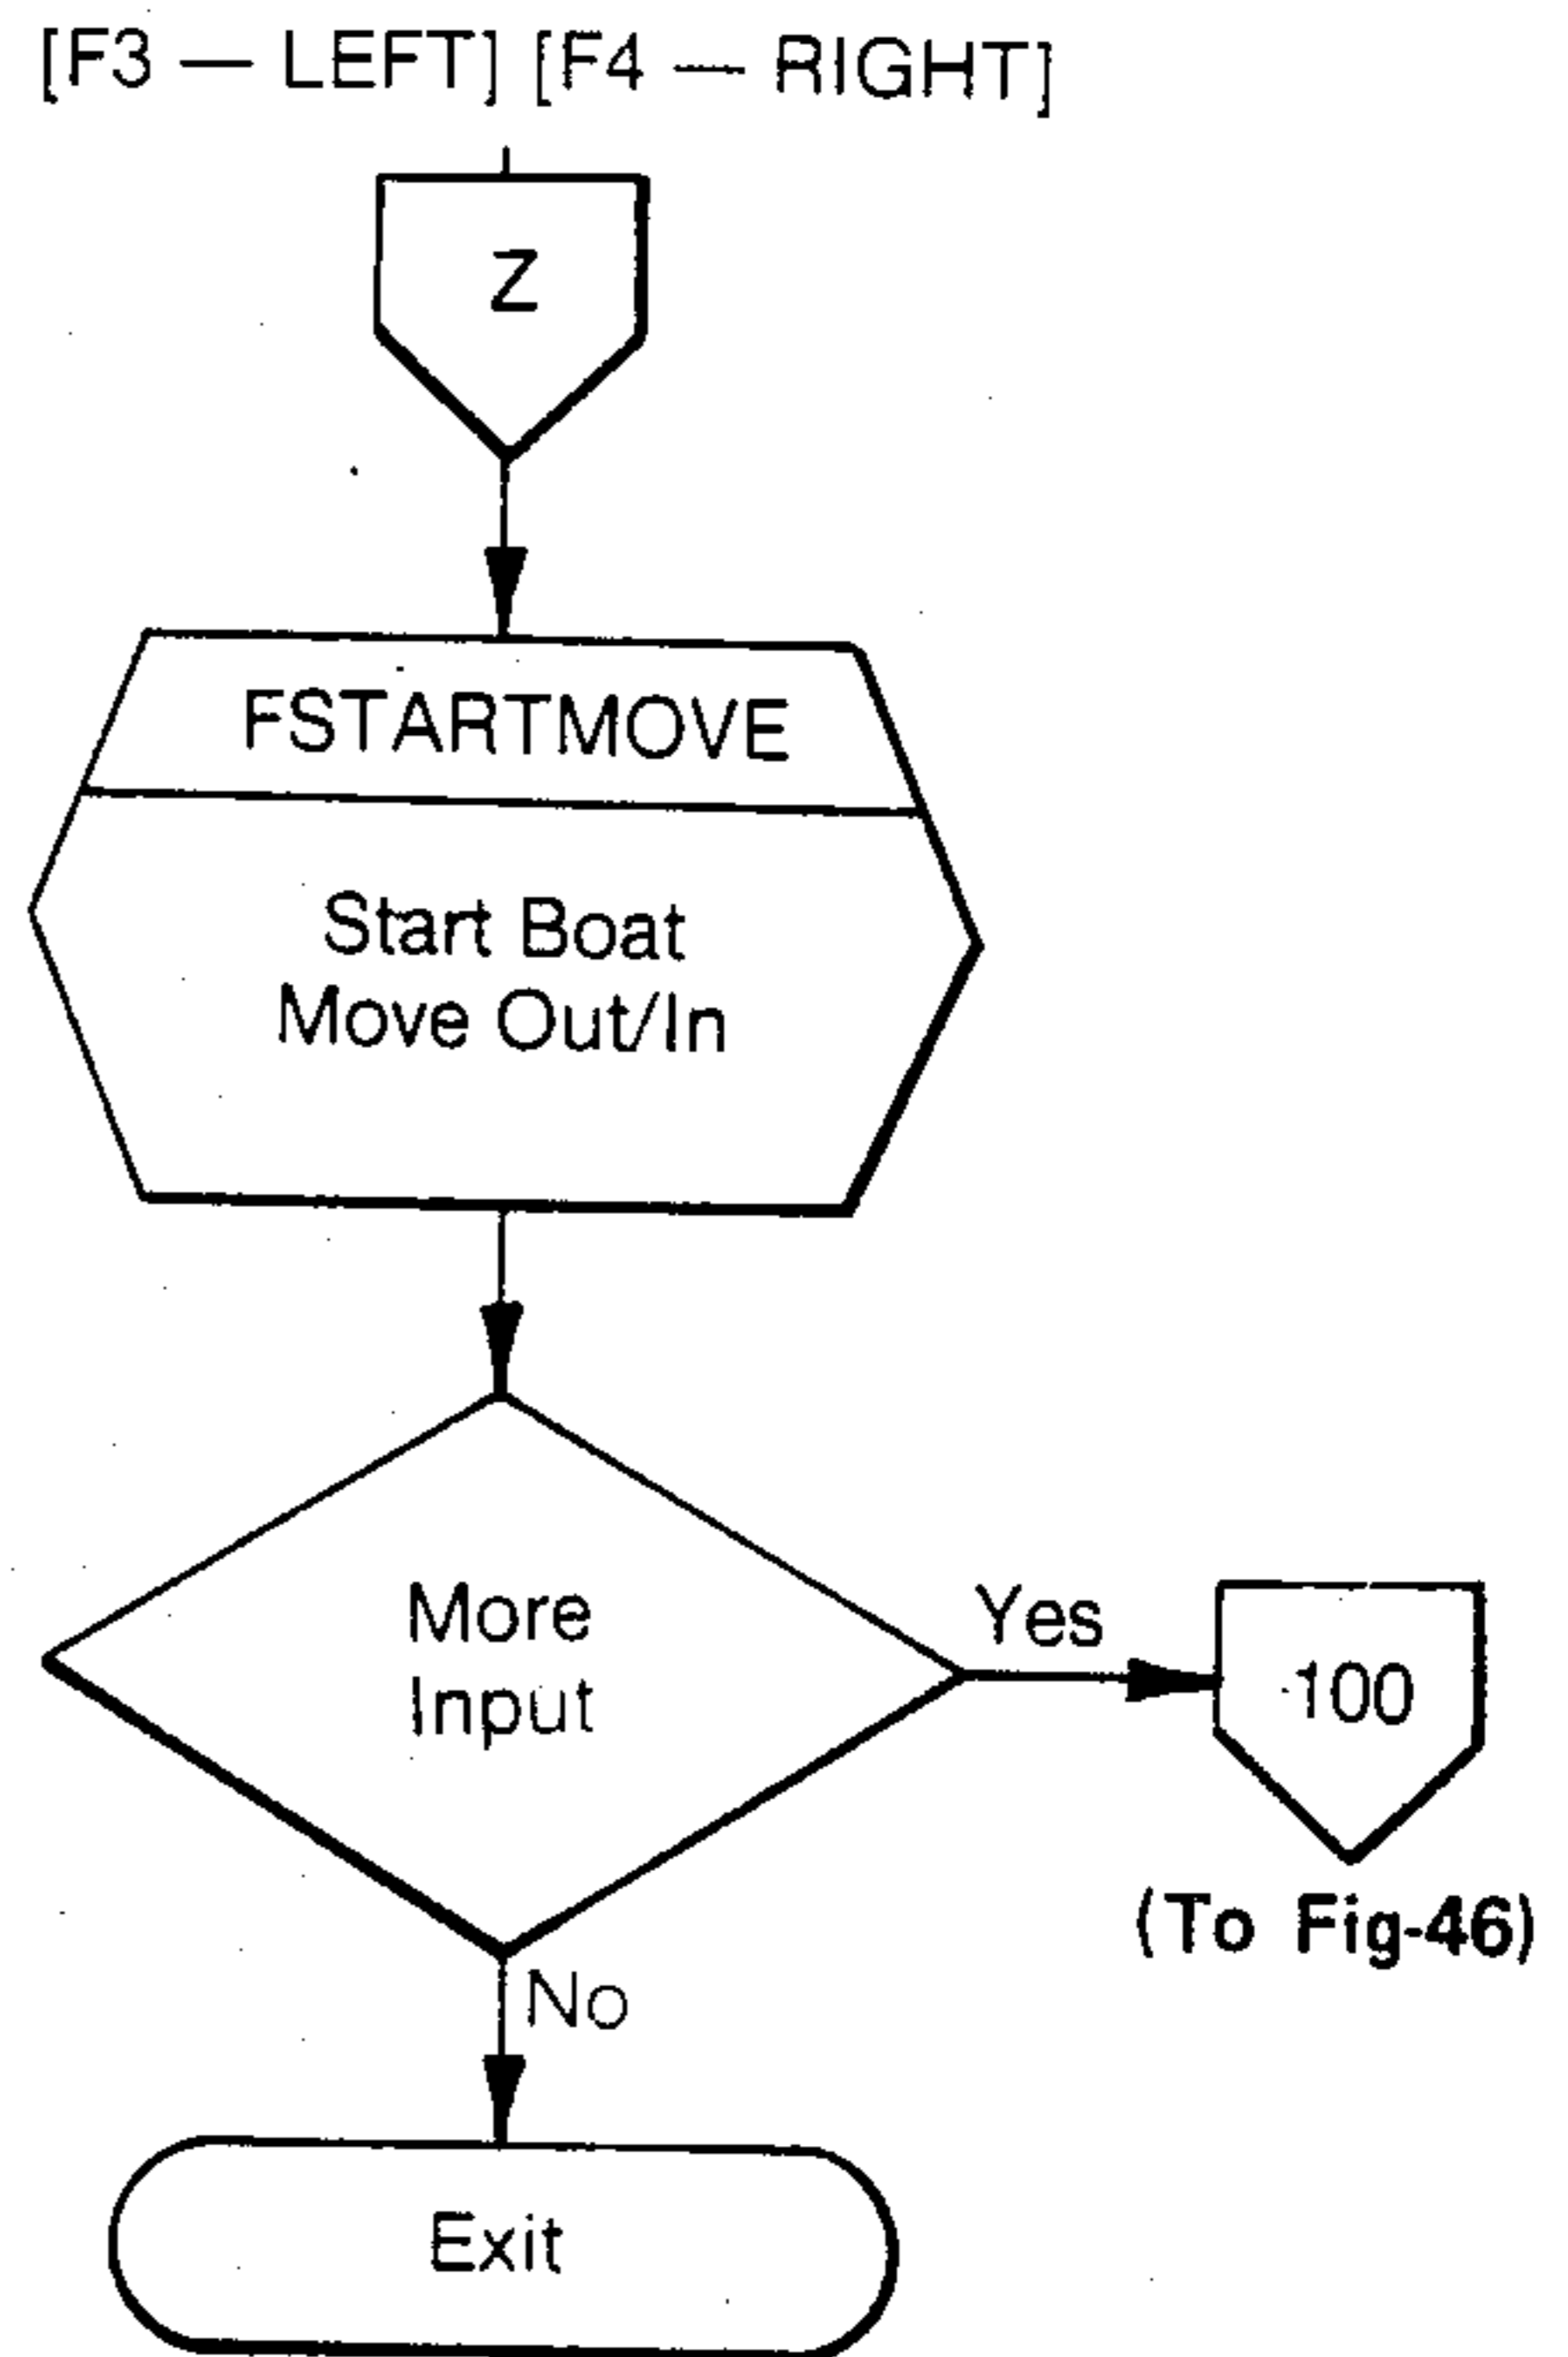 [F3 — LEFT] [F4 — RIGHT]
Z
FSTARTMOVE
Start Boat
Move Out/In
More
Input
Yes
100
(To Fig-46)
No
Exit